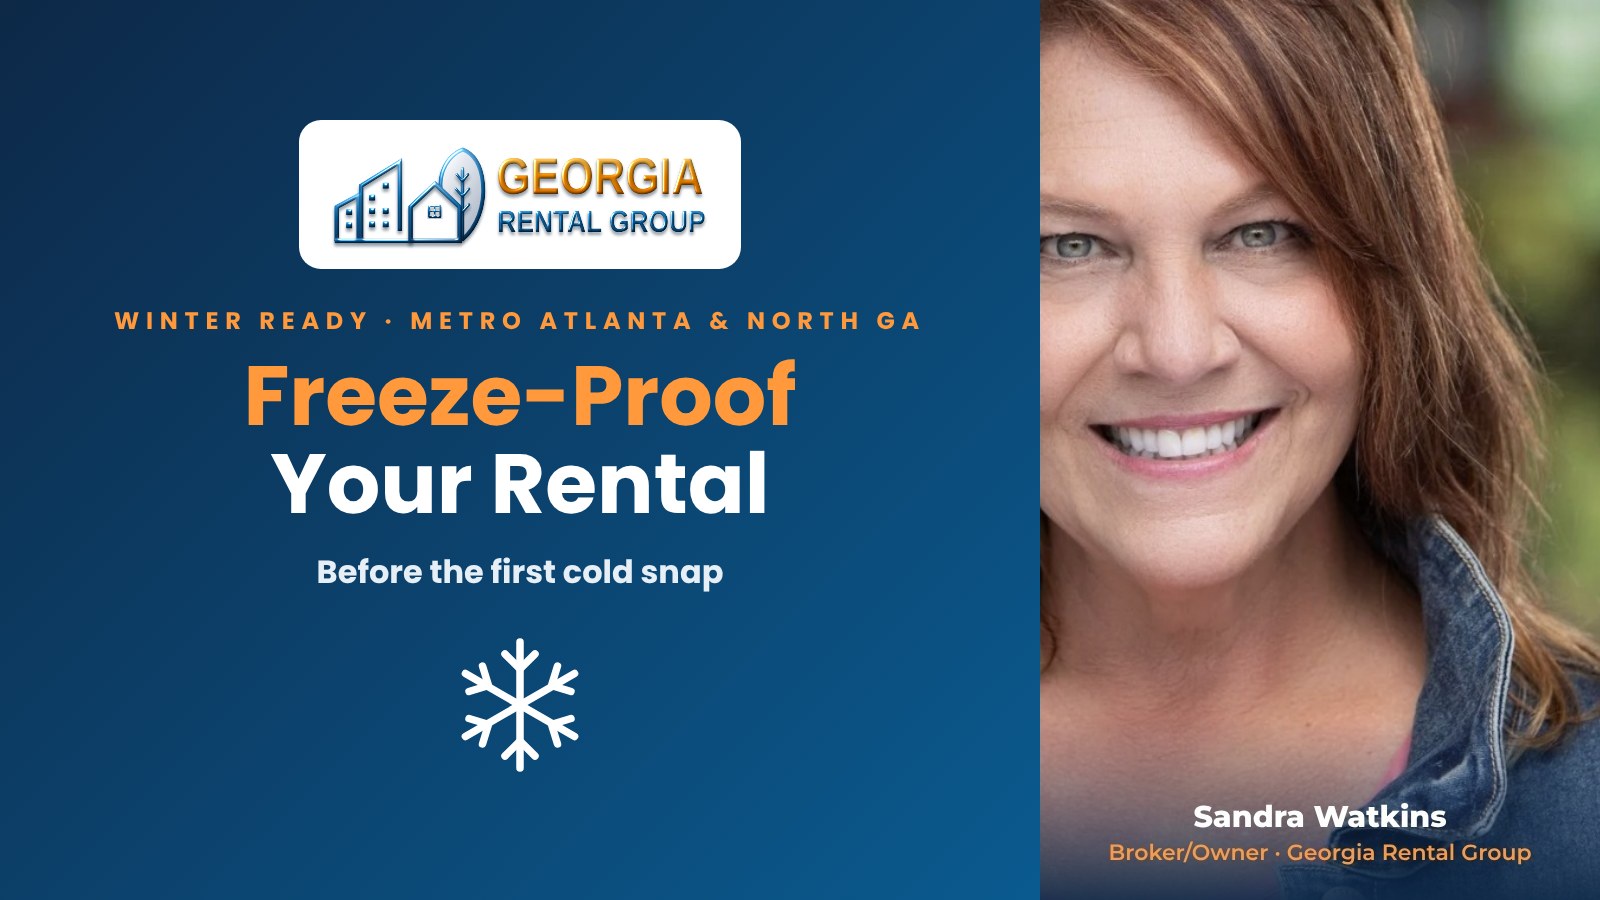 GEORGIA
RENTAL GROUP
WINTER READY · METRO ATLANTA & NORTH GA
Freeze-Proof
Your Rental
Before the first cold snap
Sandra Watkins
Broker/Owner · Georgia Rental Group